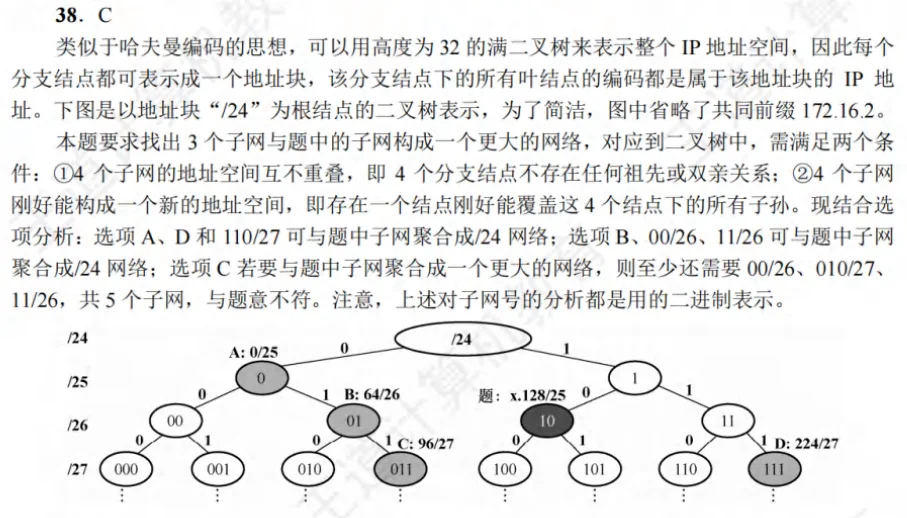 38. C
类似于哈夫曼编码的思想，可以用高度为 32 的满二叉树来表示整个 IP 地址空间，因此每个
分支结点都可表示成一个地址块，该分支结点下的所有叶结点的编码都是属于该地址块的 IP 地
址。下图是以地址块“/24”为根结点的二叉树表示，为了简洁，图中省略了共同前缀 172.16.2。
本题要求找出 3 个子网与题中的子网构成一个更大的网络，对应到二叉树中，需满足两个条
件：①4 个子网的地址空间互不重叠，即 4 个分支结点不存在任何祖先或双亲关系；②4 个子网
刚好能构成一个新的地址空间，即存在一个结点刚好能覆盖这 4 个结点下的所有子孙。现结合选
项分析：选项 A、D 和 110/27 可与题中子网聚合成/24 网络；选项 B、00/26、11/26 可与题中子网
聚合成/24 网络；选项 C 若要与题中子网聚合成一个更大的网络，则至少还需要 00/26、010/27、
11/26，共 5 个子网，与题意不符。注意，上述对子网号的分析都是用的二进制表示。
/24 /24
A: 0/25 0 1
/25 0 1
0 1 B: 64/26 题：x.128/25 0 1
/26 00 01 10 11
0 1 0 1 C: 96/27 0 1 0 1 D: 224/27
/27 000 001 010 011 100 101 110 111
王道计算机教育